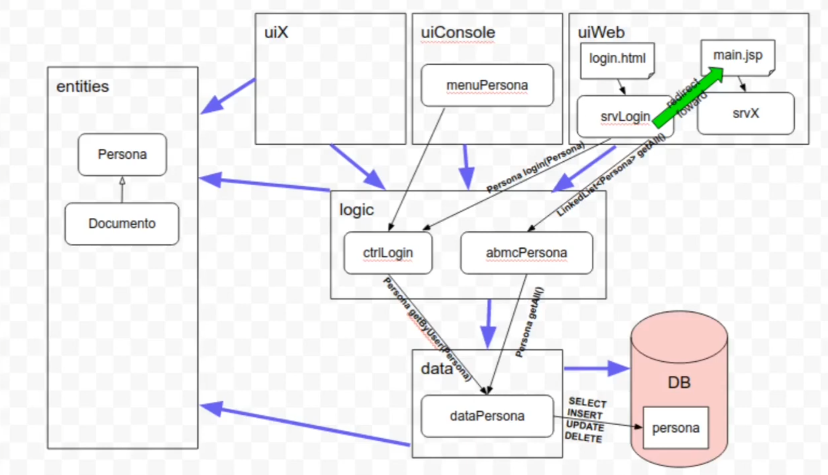 uiX
uiConsole
uiWeb
login.html
main.jsp
entities
menuPersona
redirect
foward
srvLogin
srvX
Persona
Persona login(Persona)
LinkedList<Persona> getAll()
Documento
logic
ctrlLogin
abmcPersona
Persona getByUser(Persona)
Persona getAll()
data
DB
dataPersona
SELECT
INSERT
UPDATE
DELETE
persona